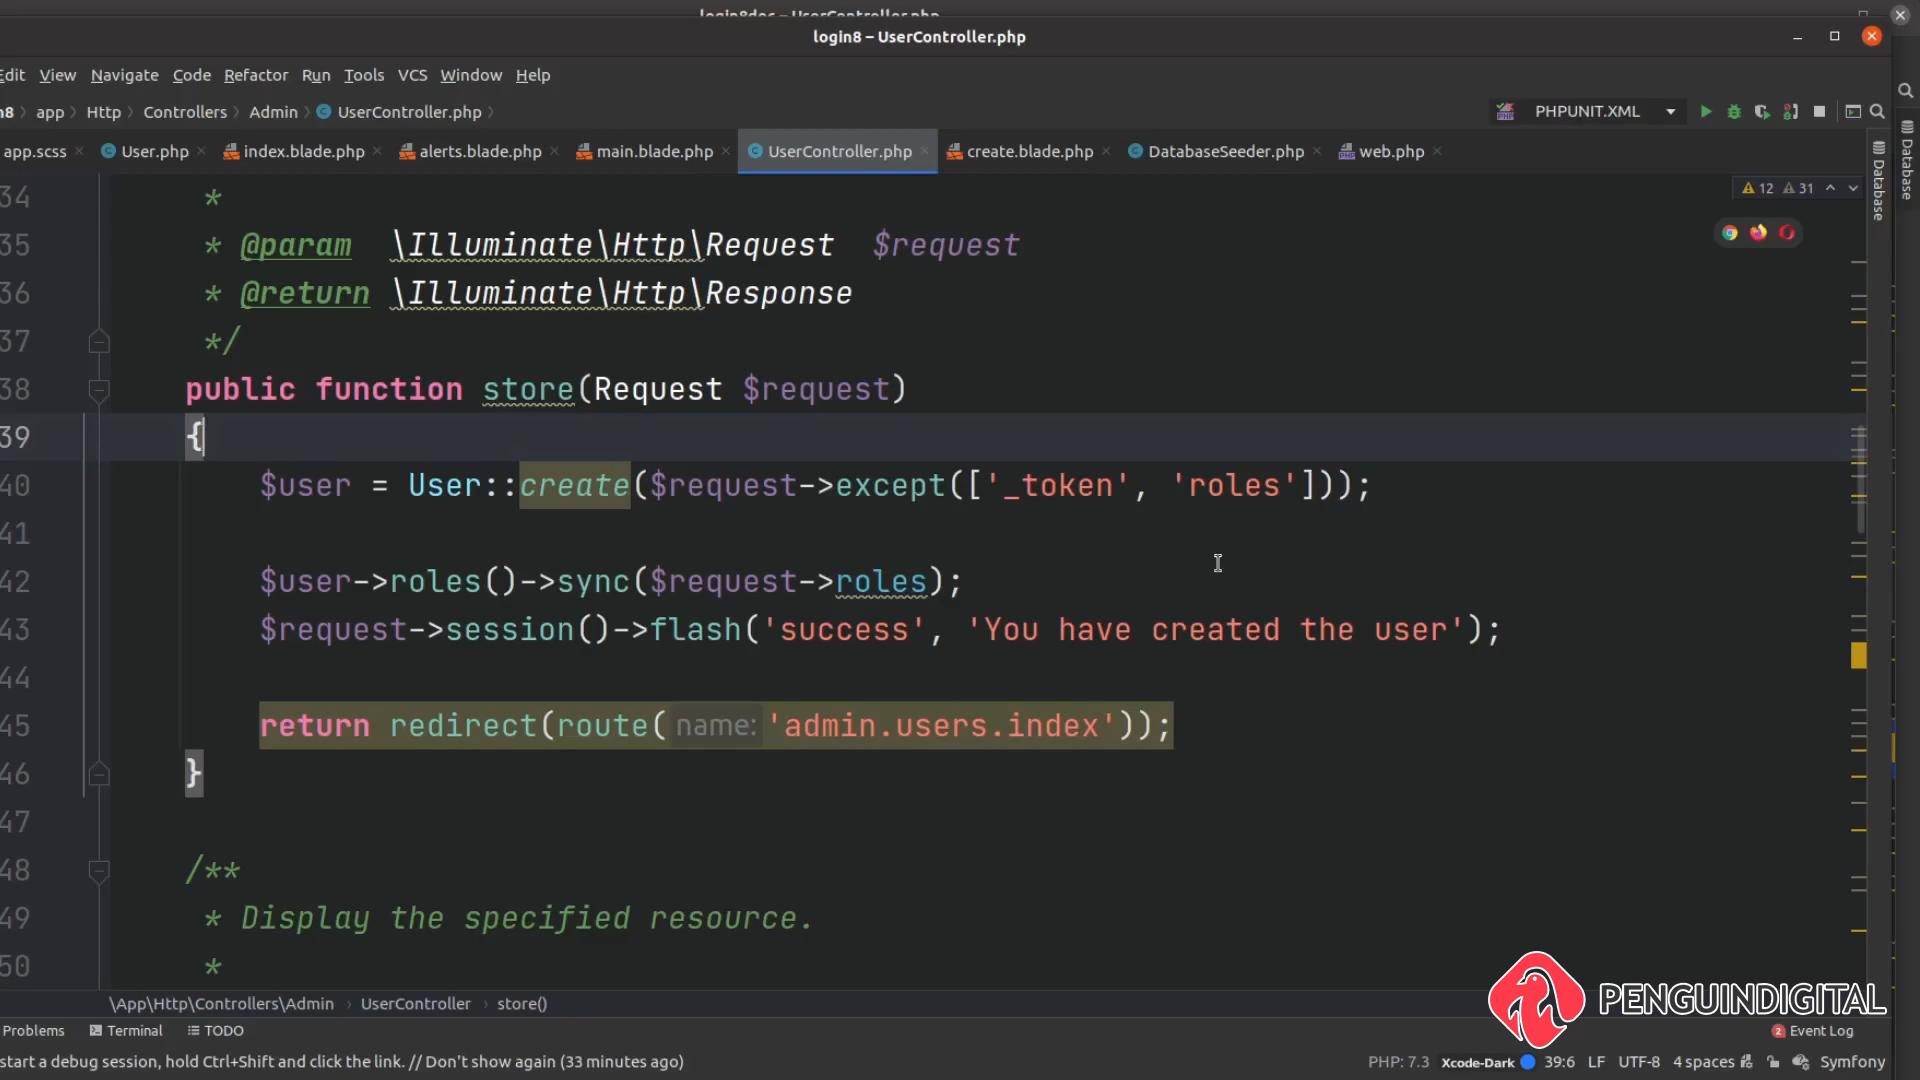 login8 – UserController.php
Edit View Navigate Code Refactor Run Tools VCS Window Help
n8 app Http Controllers Admin UserController.php PHPUNIT.XML
app.scss User.php index.blade.php alerts.blade.php main.blade.php UserController.php create.blade.php DatabaseSeeder.php web.php
12 31
Database
Database
34 *
35 * @param \Illuminate\Http\Request $request
36 * @return \Illuminate\Http\Response
37 */
38 public function store(Request $request)
39 {
40 $user = User::create($request->except(['_token', 'roles']));
41
42 $user->roles()->sync($request->roles);
43 $request->session()->flash('success', 'You have created the user');
44
45 return redirect(route( name: 'admin.users.index'));
46 }
47
48 /**
49 * Display the specified resource.
50 *
PENGUINDIGITAL
\App\Http\Controllers\Admin › UserController › store()
Problems Terminal TODO 2 Event Log
start a debug session, hold Ctrl+Shift and click the link. // Don't show again (33 minutes ago) PHP: 7.3 Xcode-Dark 39:6 LF UTF-8 4 spaces Symfony